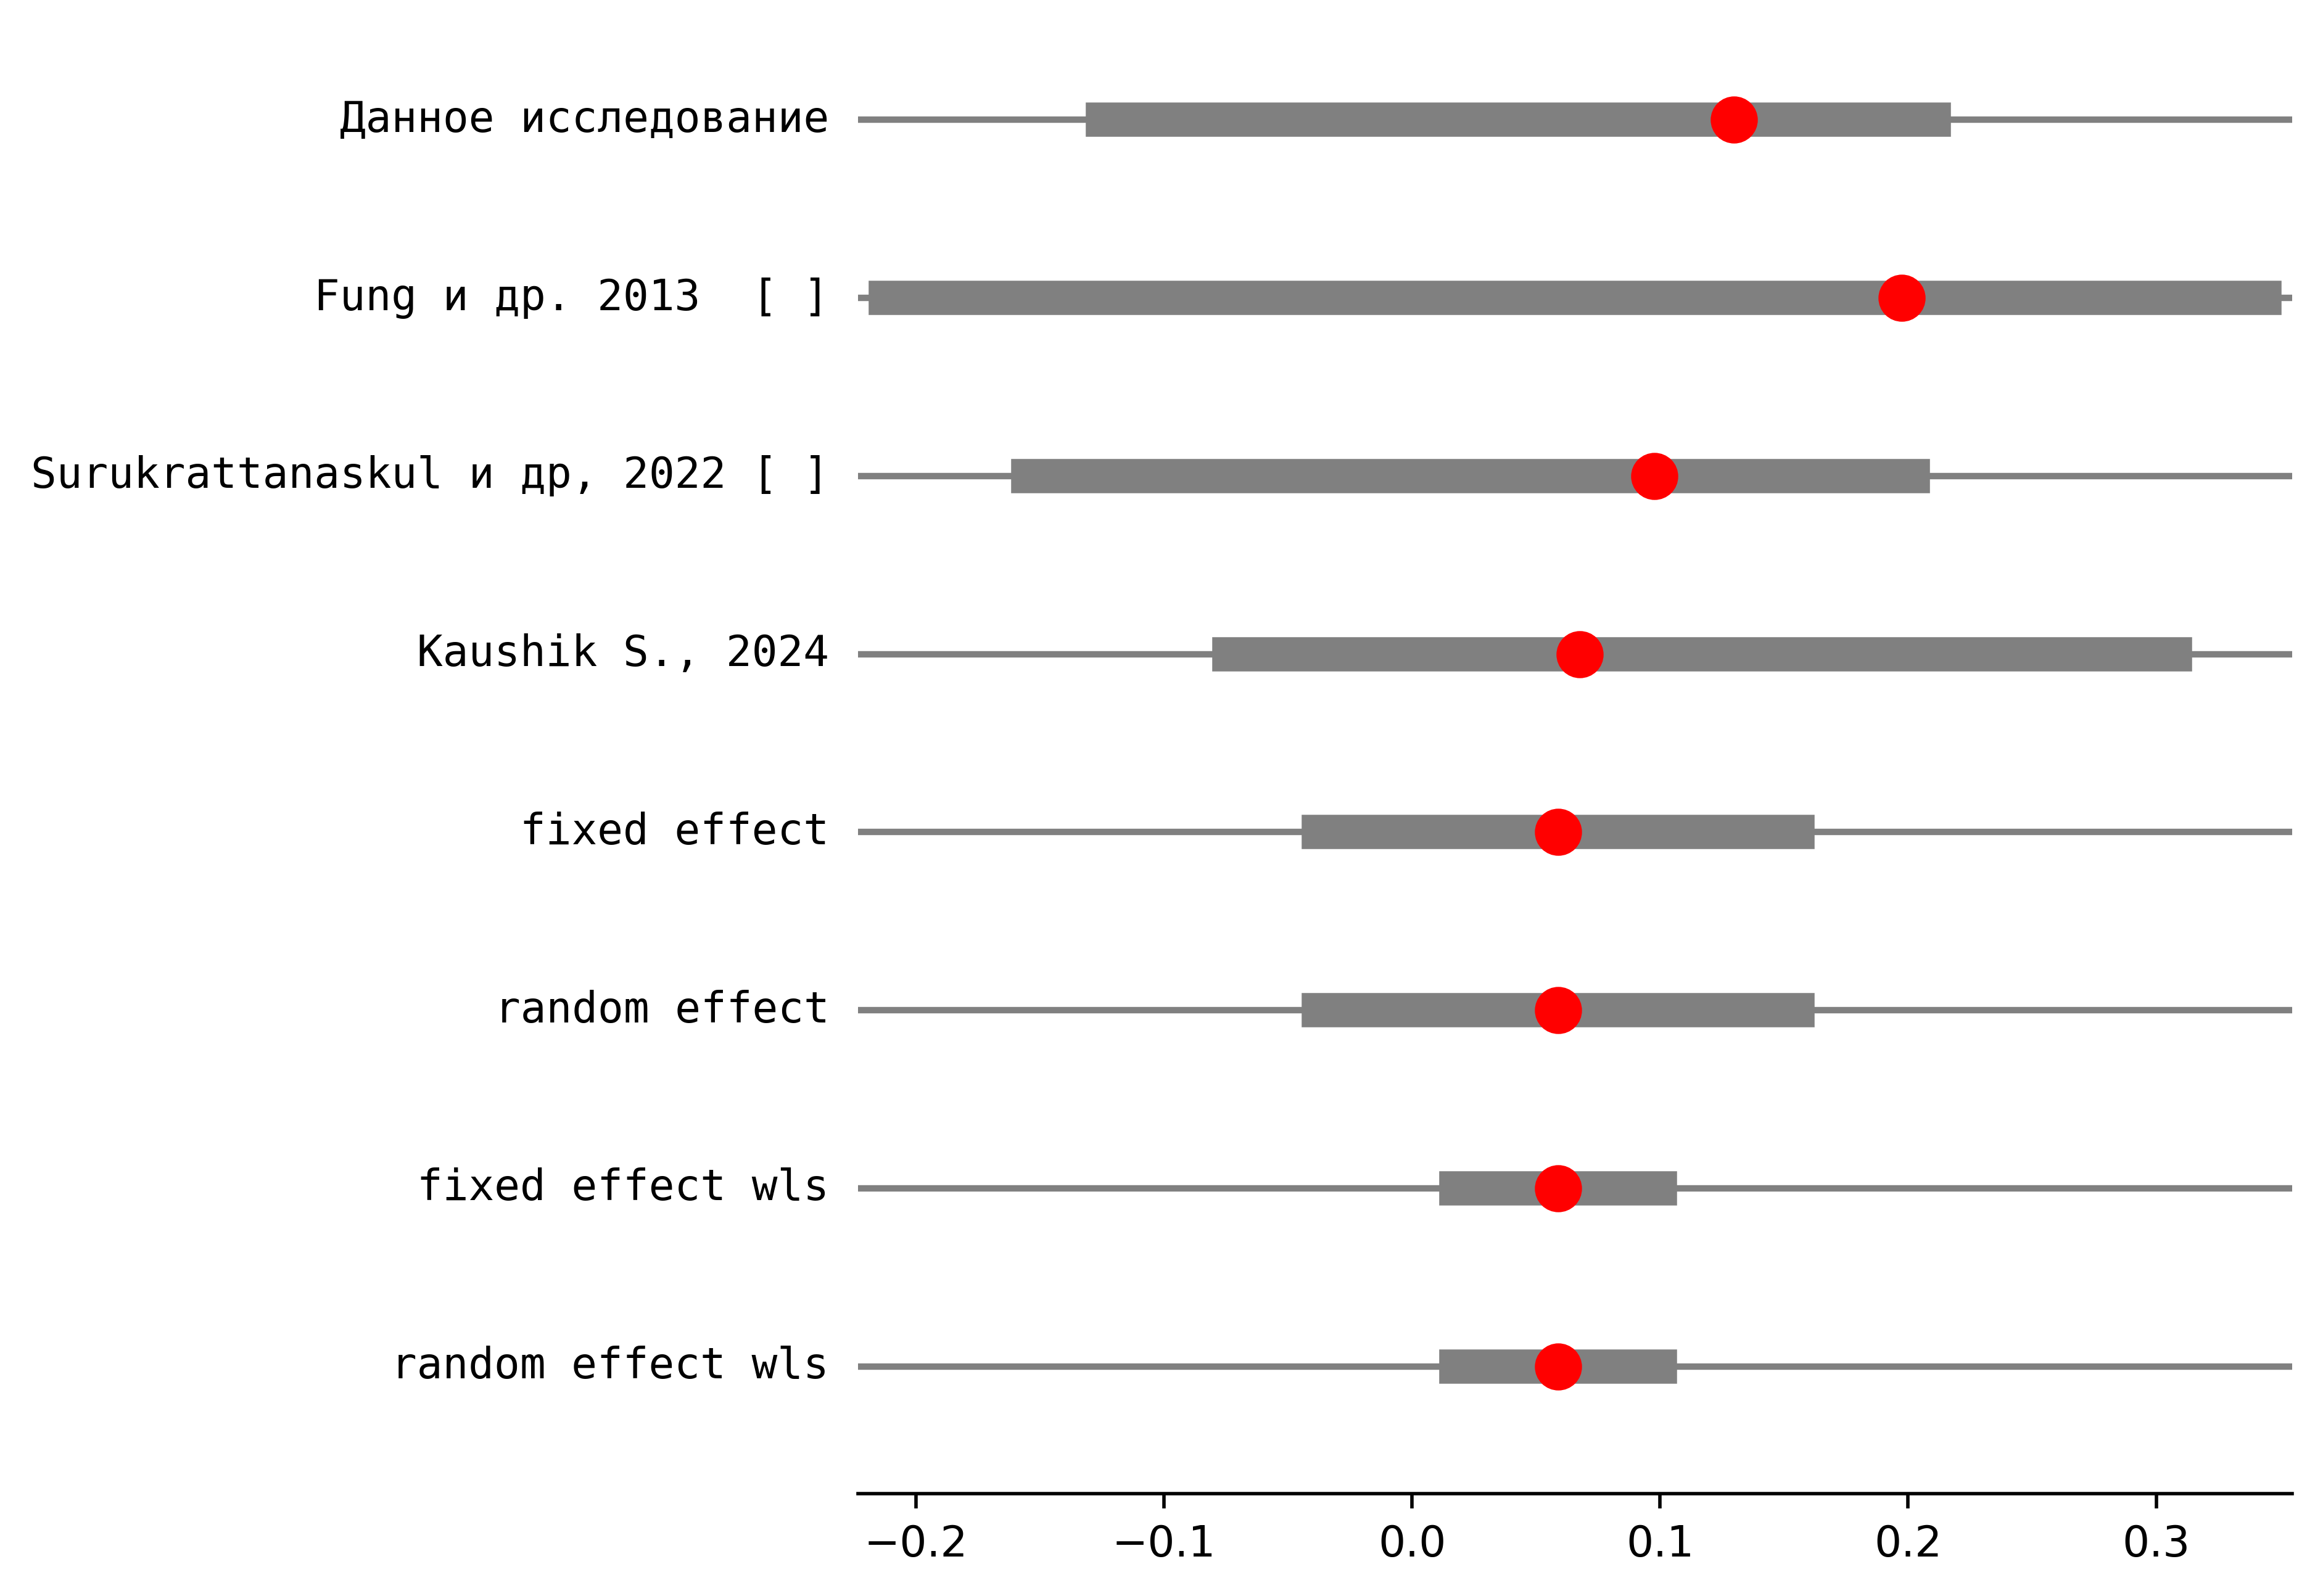 Данное исследование
Fung и др. 2013  [ ]
Surukrattanaskul и др, 2022 [ ]
Kaushik S., 2024
fixed effect
random effect
fixed effect wls
random effect wls
−0.2 −0.1 0.0 0.1 0.2 0.3